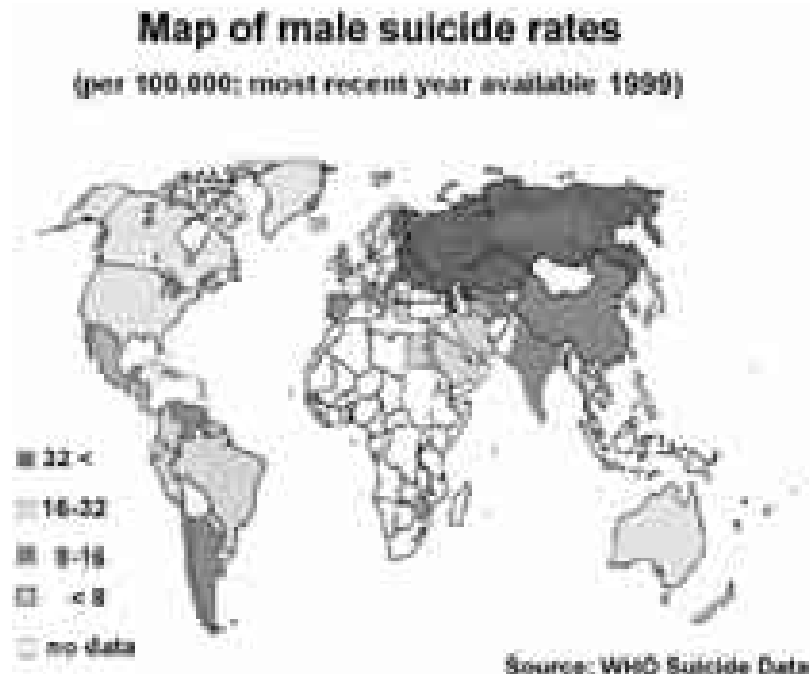 Map of male suicide rates
(per 100.000; most recent year available 1999)
32 <
16-32
8-16
< 8
no data
Source: WHO Suicide Data